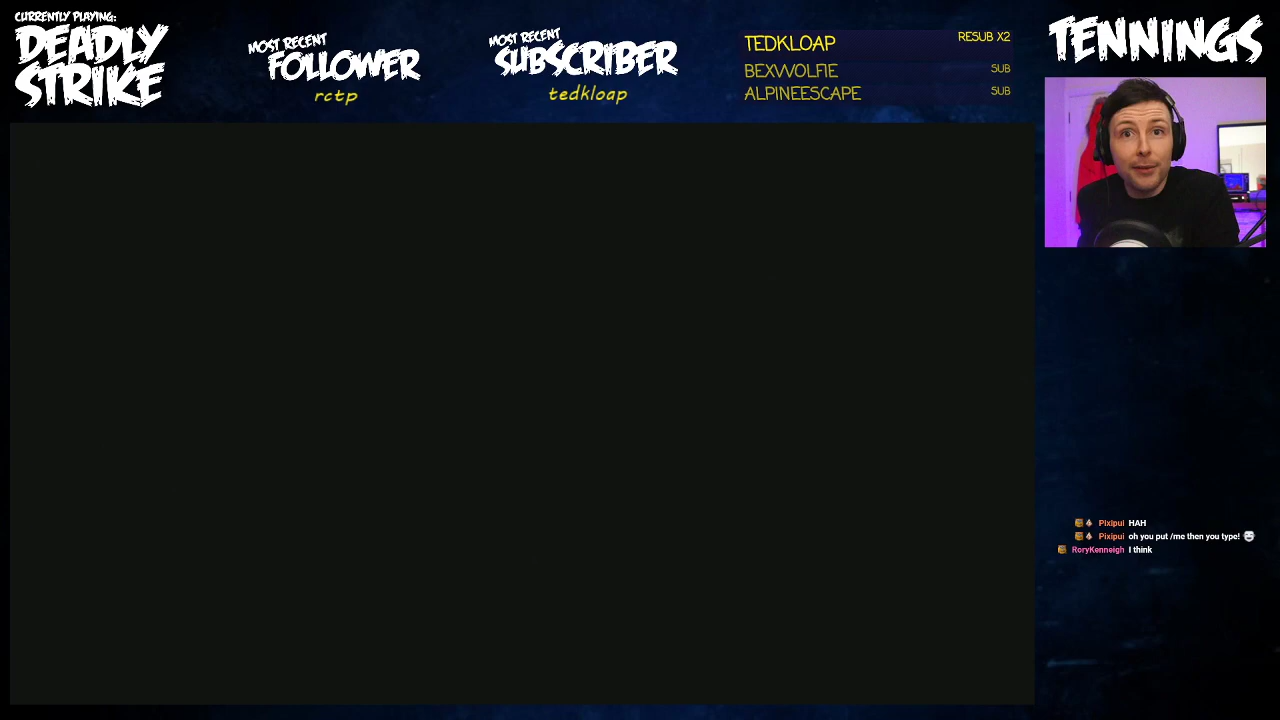 CURRENTLY PLAYING:
DEADLY
STRIKE
MOST RECENT
FOLLOWER
rctp
MOST RECENT
SUBSCRIBER
tedkloap
TEDKLOAP RESUB X2
BEXWOLFIE SUB
ALPINEESCAPE SUB
TENNINGS
Pixipui HAH
Pixipui oh you put /me then you type!
RoryKenneigh I think